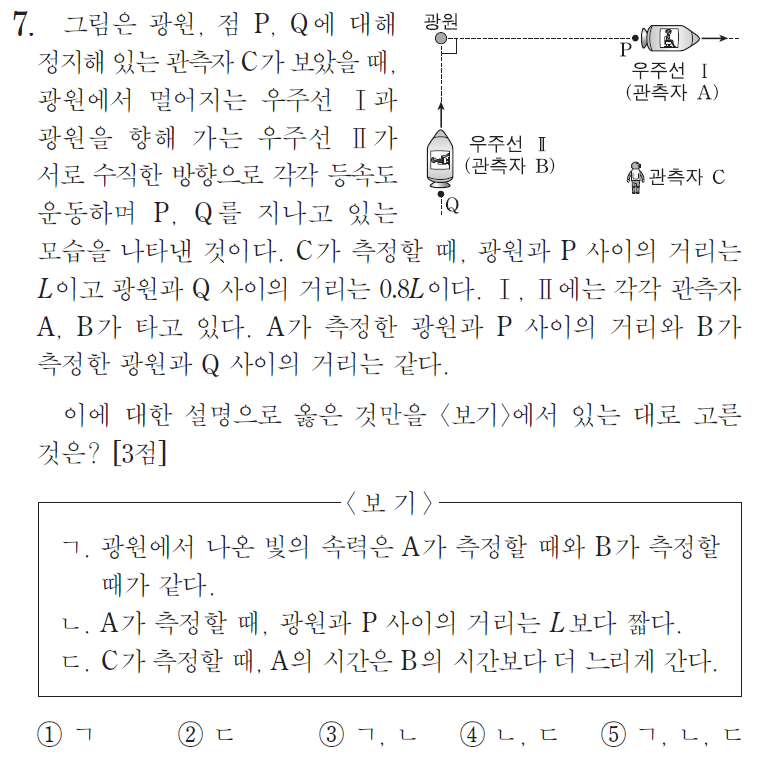 7. 그림은 광원, 점 P, Q에 대해
정지해 있는 관측자 C가 보았을 때,
광원에서 멀어지는 우주선 Ⅰ과
광원을 향해 가는 우주선 Ⅱ가
서로 수직한 방향으로 각각 등속도
운동하며 P, Q를 지나고 있는
광원
P
우주선 Ⅰ
(관측자 A)
우주선 Ⅱ
(관측자 B)
관측자 C
Q
모습을 나타낸 것이다. C가 측정할 때, 광원과 P 사이의 거리는
L이고 광원과 Q 사이의 거리는 0.8L이다. Ⅰ, Ⅱ에는 각각 관측자
A, B가 타고 있다. A가 측정한 광원과 P 사이의 거리와 B가
측정한 광원과 Q 사이의 거리는 같다.
이에 대한 설명으로 옳은 것만을 〈보기〉에서 있는 대로 고른
것은? [3점]
〈보 기〉
ㄱ. 광원에서 나온 빛의 속력은 A가 측정할 때와 B가 측정할
때가 같다.
ㄴ. A가 측정할 때, 광원과 P 사이의 거리는 L보다 짧다.
ㄷ. C가 측정할 때, A의 시간은 B의 시간보다 더 느리게 간다.
① ㄱ ② ㄷ ③ ㄱ, ㄴ ④ ㄴ, ㄷ ⑤ ㄱ, ㄴ, ㄷ